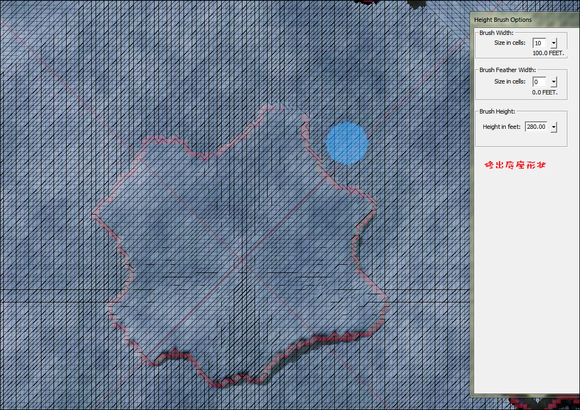 Height Brush Options
Brush Width:
Size in cells: 10
100.0 FEET.
Brush Feather Width:
Size in cells: 0
0.0 FEET.
Brush Height:
Height in feet: 280.00
修出底座形状